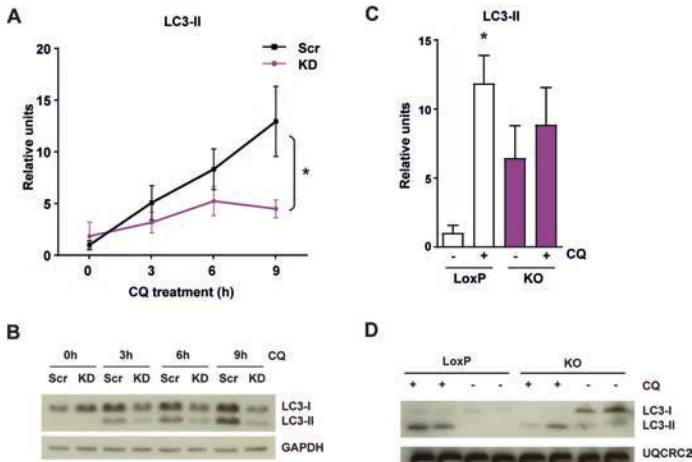 A
LC3-II
Scr
KD
Relative units
20
15
10
5
0
0 3 6 9
CQ treatment (h)
*
B
0h 3h 6h 9h CQ
Scr KD Scr KD Scr KD Scr KD
LC3-I
LC3-II
GAPDH
C
LC3-II
*
Relative units
15
10
5
0
- + - + CQ
LoxP KO
D
LoxP KO
+ + - - + + - - CQ
LC3-I
LC3-II
UQCRC2